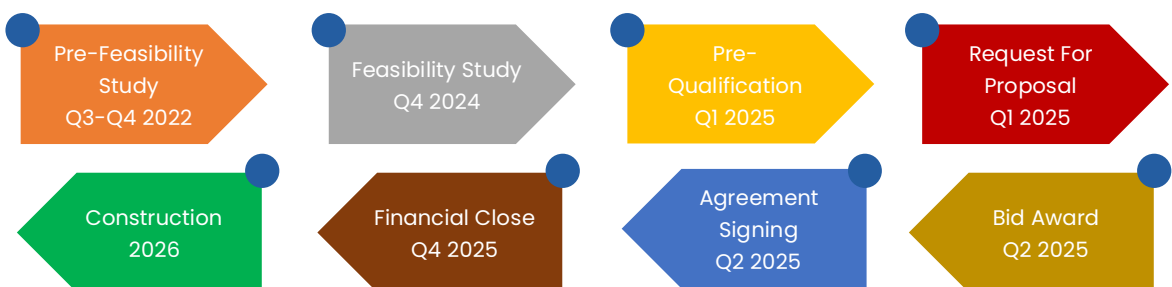 Pre-Feasibility
Study
Q3-Q4 2022
Feasibility Study
Q4 2024
Pre-
Qualification
Q1 2025
Request For
Proposal
Q1 2025
Construction
2026
Financial Close
Q4 2025
Agreement
Signing
Q2 2025
Bid Award
Q2 2025